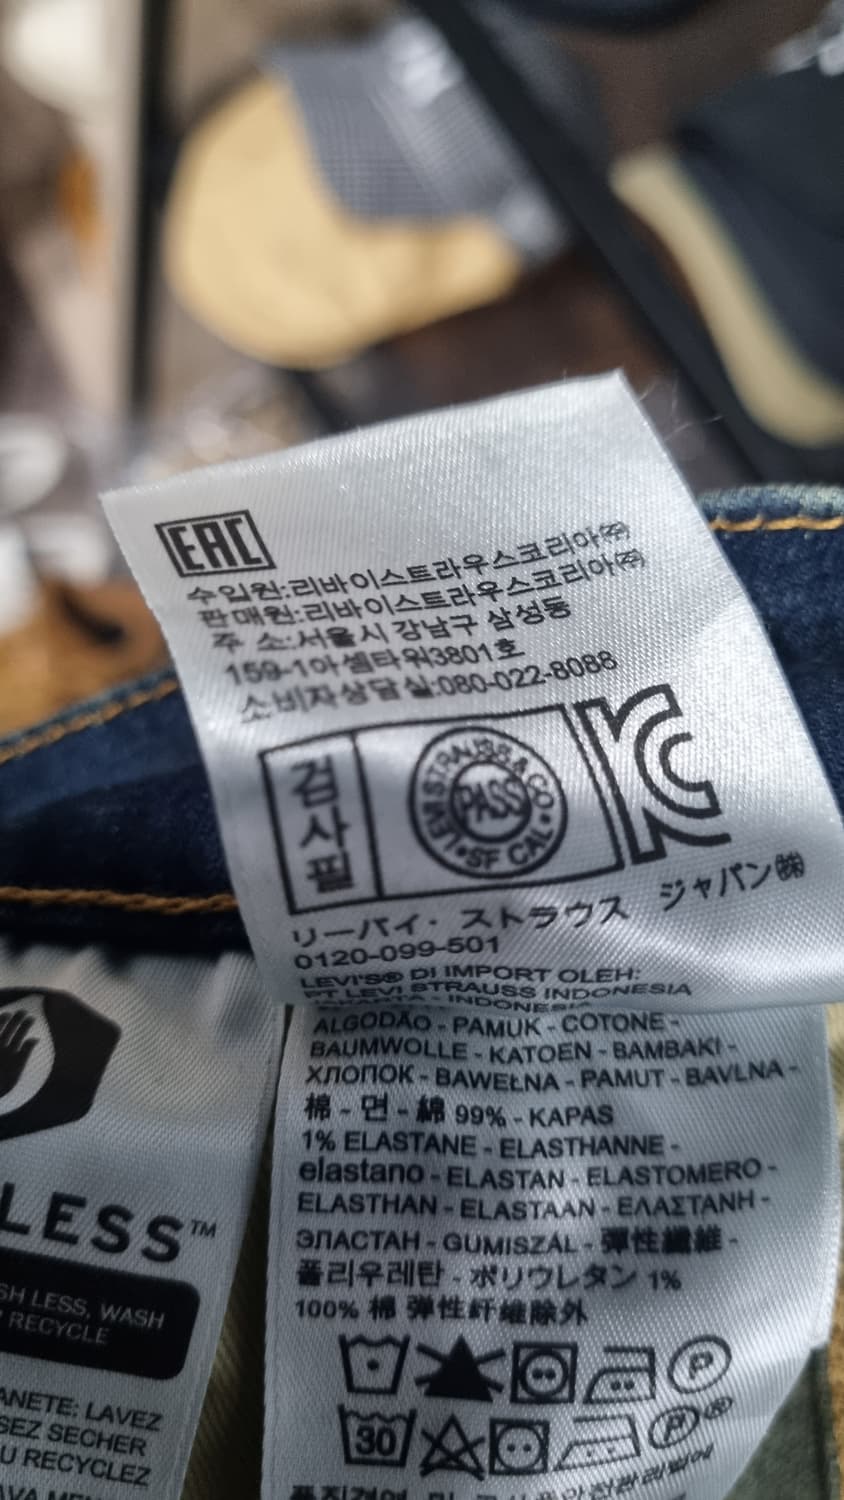 EAC
수입원:리바이스트라우스코리아㈜
판매원:리바이스트라우스코리아㈜
주 소:서울시 강남구 삼성동
159-1아셈타워3801호
소비자상담실:080-022-8088
검사필
LEVI STRAUSS & CO
PASS
SF CAL
リーバイ・ストラウス ジャパン㈱
0120-099-501
LEVI'S® DI IMPORT OLEH:
PT LEVI STRAUSS INDONESIA
- INDONESIA
ALGODÃO - PAMUK - COTONE -
BAUMWOLLE - KATOEN - BAMBAKI -
ХЛОПОК - BAWEŁNA - PAMUT - BAVLNA -
棉 - 면 - 綿 99% - KAPAS
1% ELASTANE - ELASTHANNE -
elastano - ELASTAN - ELASTOMERO -
ELASTHAN - ELASTAAN - ΕΛΑΣΤΑΝΗ -
ЭЛАСТАН - GUMISZÁL - 彈性纖維 -
폴리우레탄 - ポリウレタン 1%
100% 棉 弹性纤维除外
P
30
P
LESS™
SH LESS, WASH
RECYCLE
ANETE: LAVEZ
SEZ SECHER
U RECYCLEZ